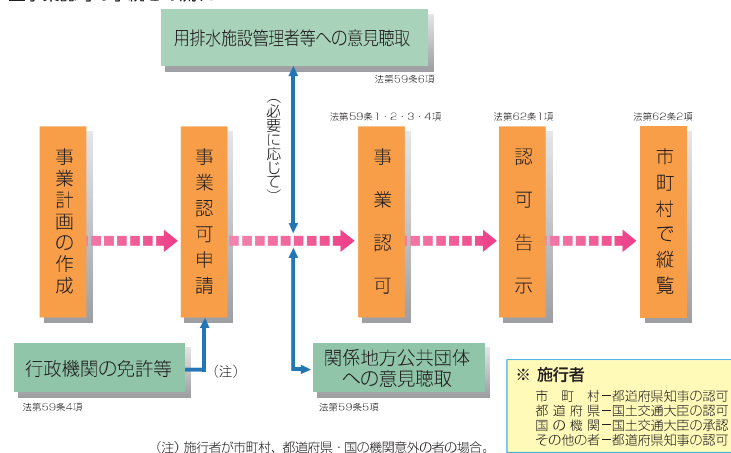 用排水施設管理者等への意見聴取
法第59条6項
（必要に応じて）
法第59条1・2・3・4項
法第62条1項
法第62条2項
事業計画の作成
事業認可申請
事業認可
認可告示
市町村で縦覧
行政機関の免許等
（注）
法第59条4項
関係地方公共団体
への意見聴取
法第59条5項
※ 施行者
市町村－都道府県知事の認可
都道府県－国土交通大臣の認可
国の機関－国土交通大臣の承認
その他の者－都道府県知事の認可
（注）施行者が市町村、都道府県・国の機関意外の者の場合。